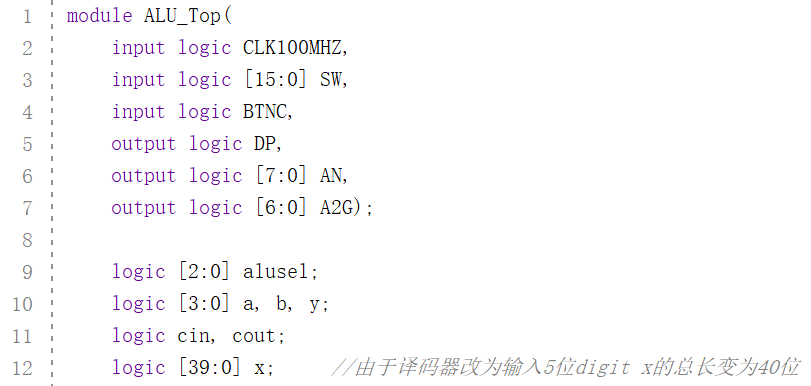 1 module ALU_Top(
2 input logic CLK100MHZ,
3 input logic [15:0] SW,
4 input logic BTNC,
5 output logic DP,
6 output logic [7:0] AN,
7 output logic [6:0] A2G);
8
9 logic [2:0] alusel;
10 logic [3:0] a, b, y;
11 logic cin, cout;
12 logic [39:0] x; //由于译码器改为输入5位digit x的总长变为40位